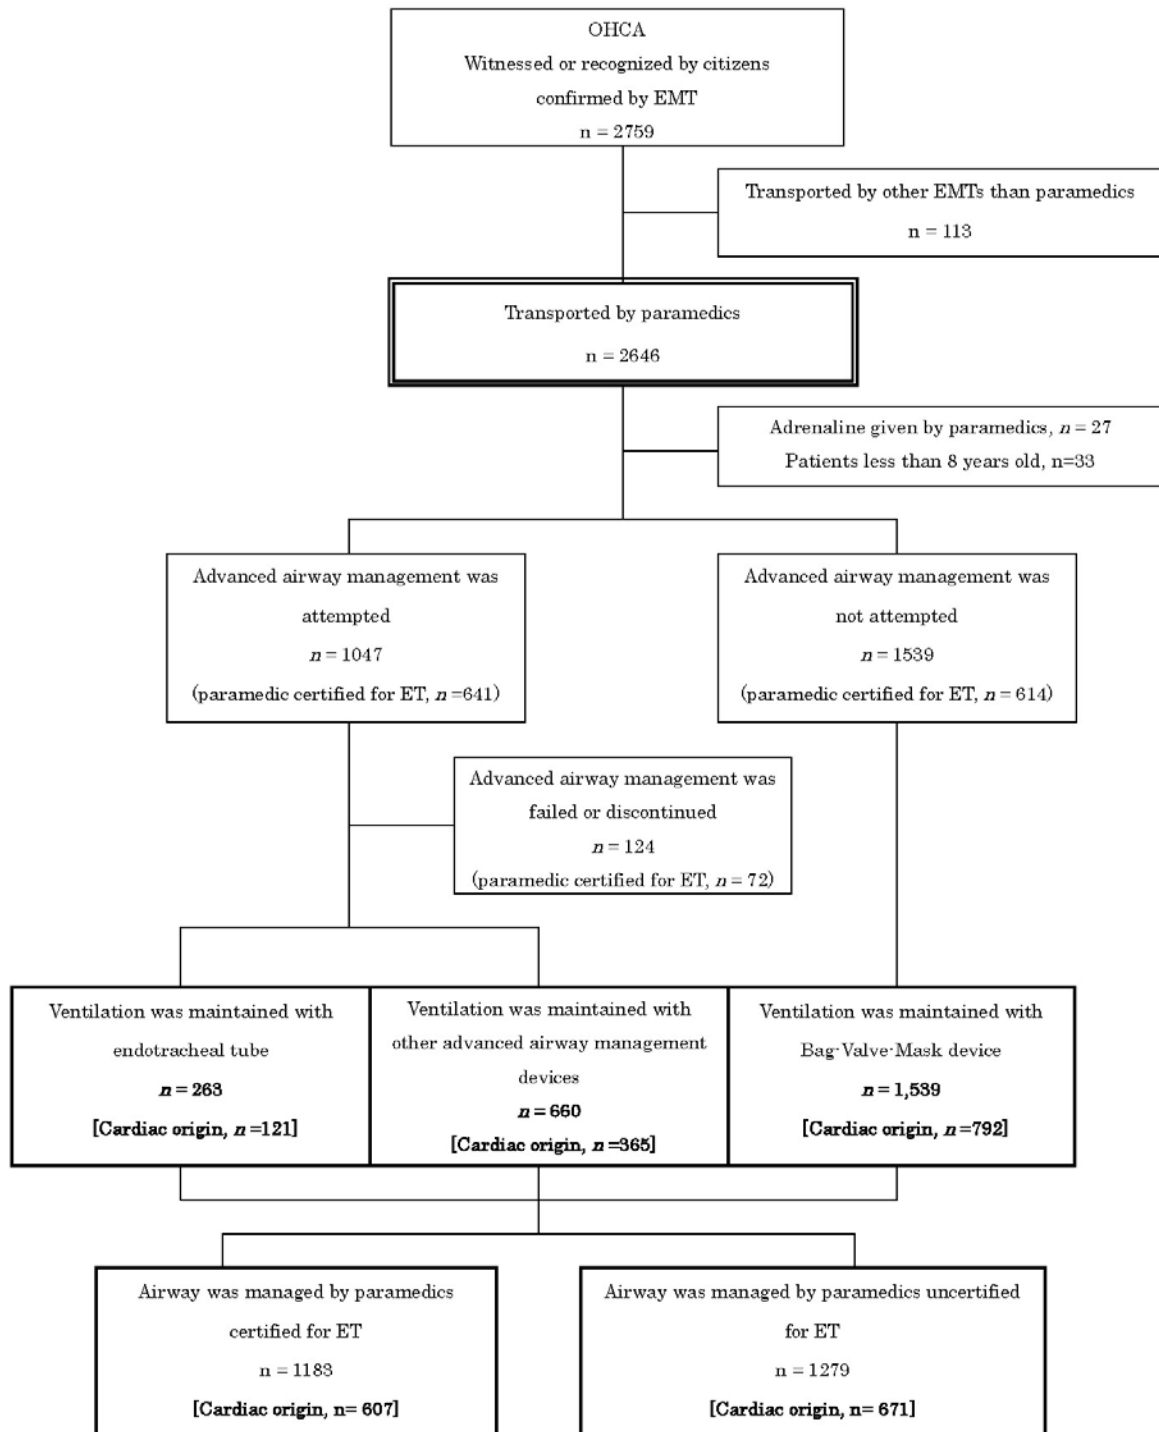 OHCA
Witnessed or recognized by citizens
confirmed by EMT
n = 2759
Transported by other EMTs than paramedics
n = 113
Transported by paramedics
n = 2646
Adrenaline given by paramedics, n = 27
Patients less than 8 years old, n=33
Advanced airway management was
attempted
n = 1047
(paramedic certified for ET, n =641)
Advanced airway management was
not attempted
n = 1539
(paramedic certified for ET, n = 614)
Advanced airway management was
failed or discontinued
n = 124
(paramedic certified for ET, n = 72)
Ventilation was maintained with
endotracheal tube
n = 263
[Cardiac origin, n =121]
Ventilation was maintained with
other advanced airway management
devices
n = 660
[Cardiac origin, n =365]
Ventilation was maintained with
Bag-Valve-Mask device
n = 1,539
[Cardiac origin, n =792]
Airway was managed by paramedics
certified for ET
n = 1183
[Cardiac origin, n= 607]
Airway was managed by paramedics uncertified
for ET
n = 1279
[Cardiac origin, n= 671]